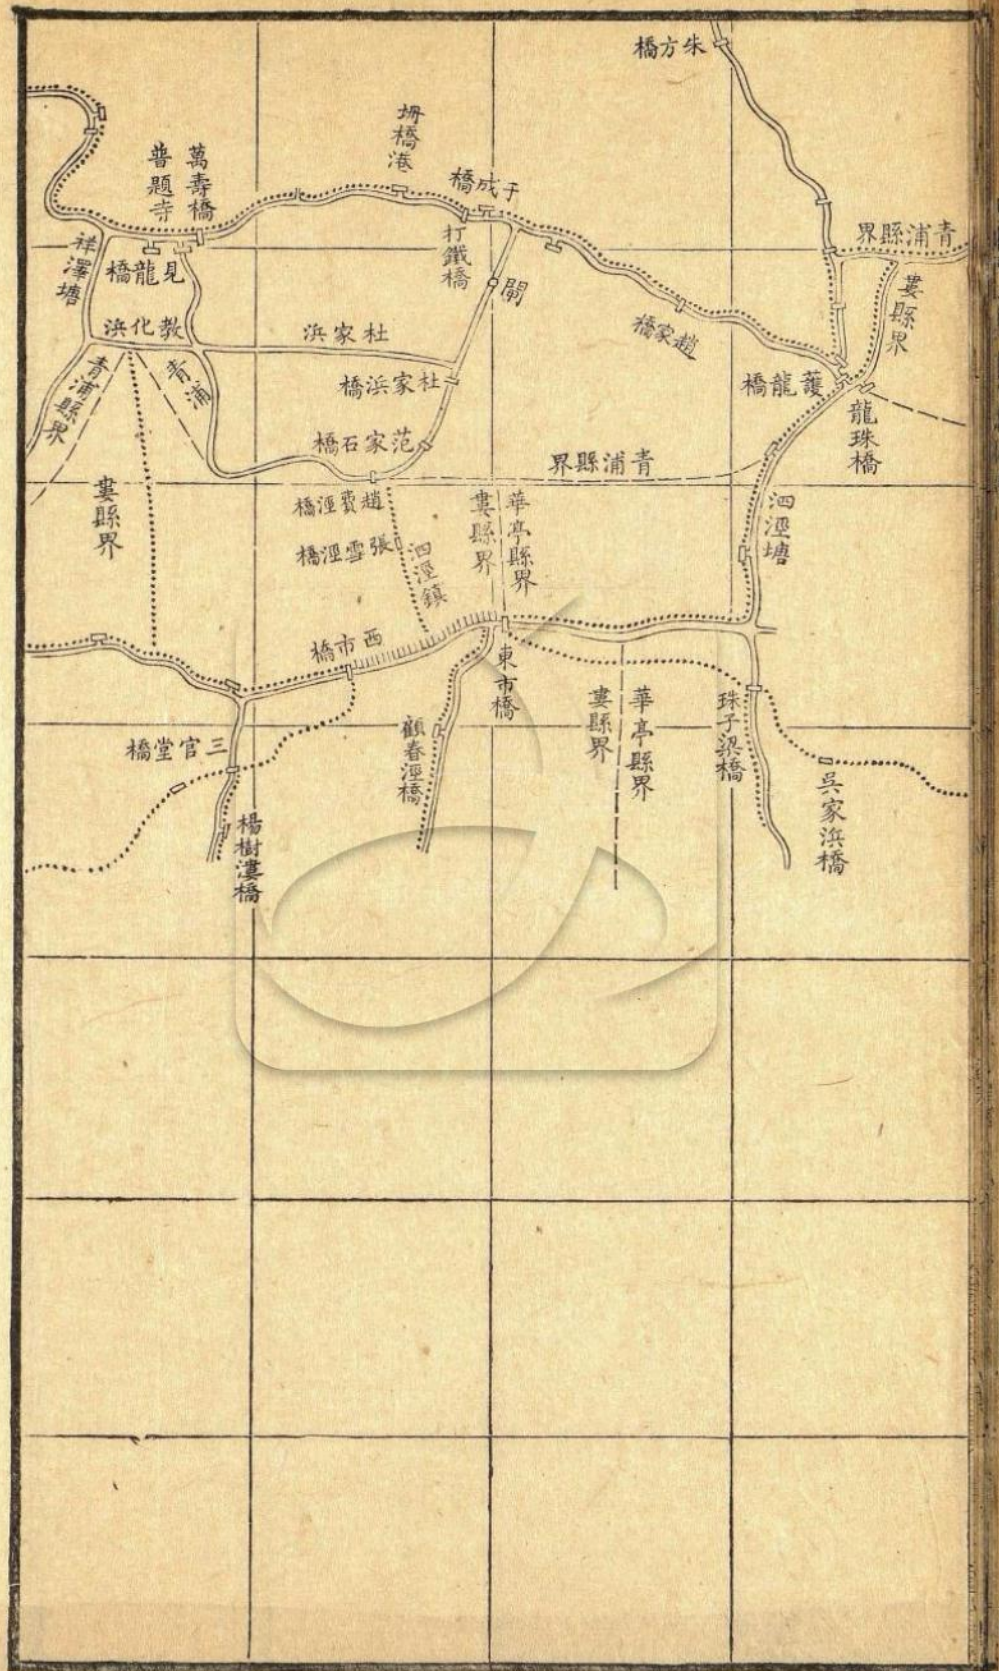 朱方橋
青浦縣界
婁縣界
坍橋港
于成橋
打鐵橋
關
趙家橋
護龍橋
龍珠橋
萬壽橋
普題寺
見龍橋
祥澤塘
教化浜
杜家浜
杜家浜橋
范家石橋
青浦
青浦縣界
婁縣界
趙費涇橋
張雪涇橋
泗涇鎮
青浦縣界
華亭縣界
婁縣界
泗涇塘
西市橋
東市橋
華亭縣界
婁縣界
珠子梁橋
吳家浜橋
顧春涇橋
三官堂橋
楊樹漊橋